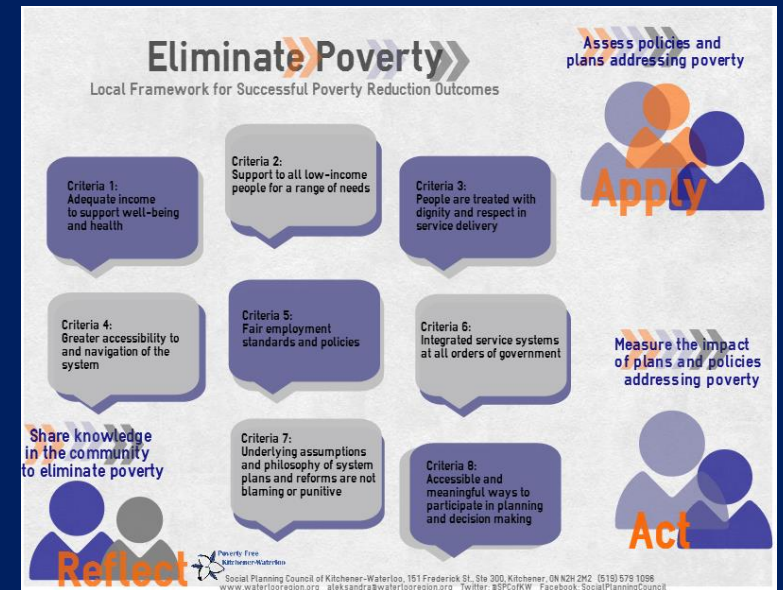 Eliminate Poverty
Local Framework for Successful Poverty Reduction Outcomes
Assess policies and
plans addressing poverty
Apply
Criteria 1:
Adequate income
to support well-being
and health
Criteria 2:
Support to all low-income
people for a range of needs
Criteria 3:
People are treated with
dignity and respect in
service delivery
Criteria 4:
Greater accessibility to
and navigation of the
system
Criteria 5:
Fair employment
standards and policies
Criteria 6:
Integrated service systems
at all orders of government
Measure the impact
of plans and policies
addressing poverty
Act
Share knowledge
in the community
to eliminate poverty
Reflect
Criteria 7:
Underlying assumptions
and philosophy of system
plans and reforms are not
blaming or punitive
Criteria 8:
Accessible and
meaningful ways to
participate in planning
and decision making
Poverty Free
Kitchener-Waterloo
Social Planning Council of Kitchener-Waterloo, 151 Frederick St., Ste 300, Kitchener, ON N2H 2M2 (519) 579 1096
www.waterlooregion.org aleksandra@waterlooregion.org Twitter: @SPCofKW Facebook: SocialPlanningCouncil